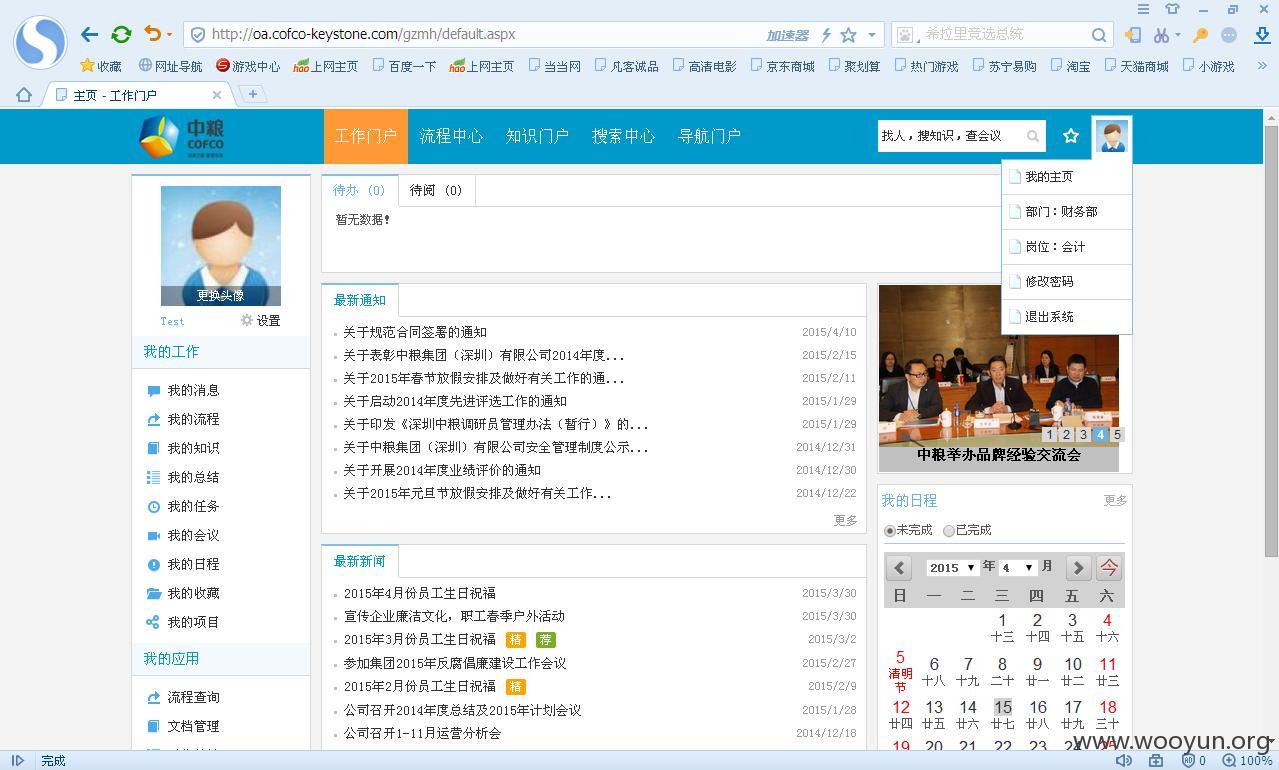 http://oa.cofco-keystone.com/gzmh/default.aspx 加速器 希拉里竞选总统
收藏 网址导航 游戏中心 hao上网主页 百度一下 hao上网主页 当当网 凡客诚品 高清电影 京东商城 聚划算 热门游戏 苏宁易购 淘宝 天猫商城 小游戏
主页 - 工作门户
中粮 COFCO
工作门户 流程中心 知识门户 搜索中心 导航门户
找人，搜知识，查会议
我的主页
部门：财务部
岗位：会计
修改密码
退出系统
更换头像
Test 设置
我的工作
我的消息
我的流程
我的知识
我的总结
我的任务
我的会议
我的日程
我的收藏
我的项目
我的应用
流程查询
文档管理
待办 (0) 待阅 (0)
暂无数据!
最新通知
关于规范合同签署的通知 2015/4/10
关于表彰中粮集团（深圳）有限公司2014年度... 2015/2/15
关于2015年春节放假安排及做好有关工作的通... 2015/2/11
关于启动2014年度先进评选工作的通知 2015/1/29
关于印发《深圳中粮调研员管理办法（暂行）》的... 2015/1/29
关于中粮集团（深圳）有限公司安全管理制度公示... 2014/12/31
关于开展2014年度业绩评价的通知 2014/12/30
关于2015年元旦节放假安排及做好有关工作... 2014/12/22
更多
最新新闻
2015年4月份员工生日祝福 2015/3/30
宣传企业廉洁文化，职工春季户外活动 2015/3/30
2015年3月份员工生日祝福 精 荐 2015/3/2
参加集团2015年反腐倡廉建设工作会议 2015/2/27
2015年2月份员工生日祝福 精 2015/2/9
公司召开2014年度总结及2015年计划会议 2015/1/28
公司召开1-11月运营分析会 2014/12/18
1 2 3 4 5
中粮举办品牌经验交流会
我的日程 更多
未完成 已完成
2015 年 4 月 今
日 一 二 三 四 五 六
1 2 3 4
十三 十四 十五 十六
5 6 7 8 9 10 11
清明节 十八 十九 二十 廿一 廿二 廿三
12 13 14 15 16 17 18
廿四 廿五 廿六 廿七 廿八 廿九 三十
19 20 21 22 23 24 25
www.wooyun.org
完成 0 100%